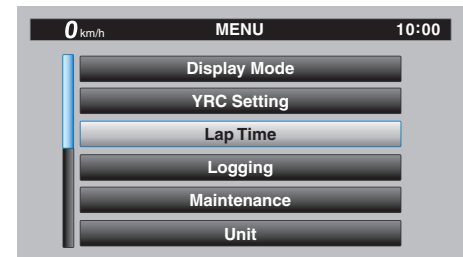 0 km/h MENU 10:00
Display Mode
YRC Setting
Lap Time
Logging
Maintenance
Unit